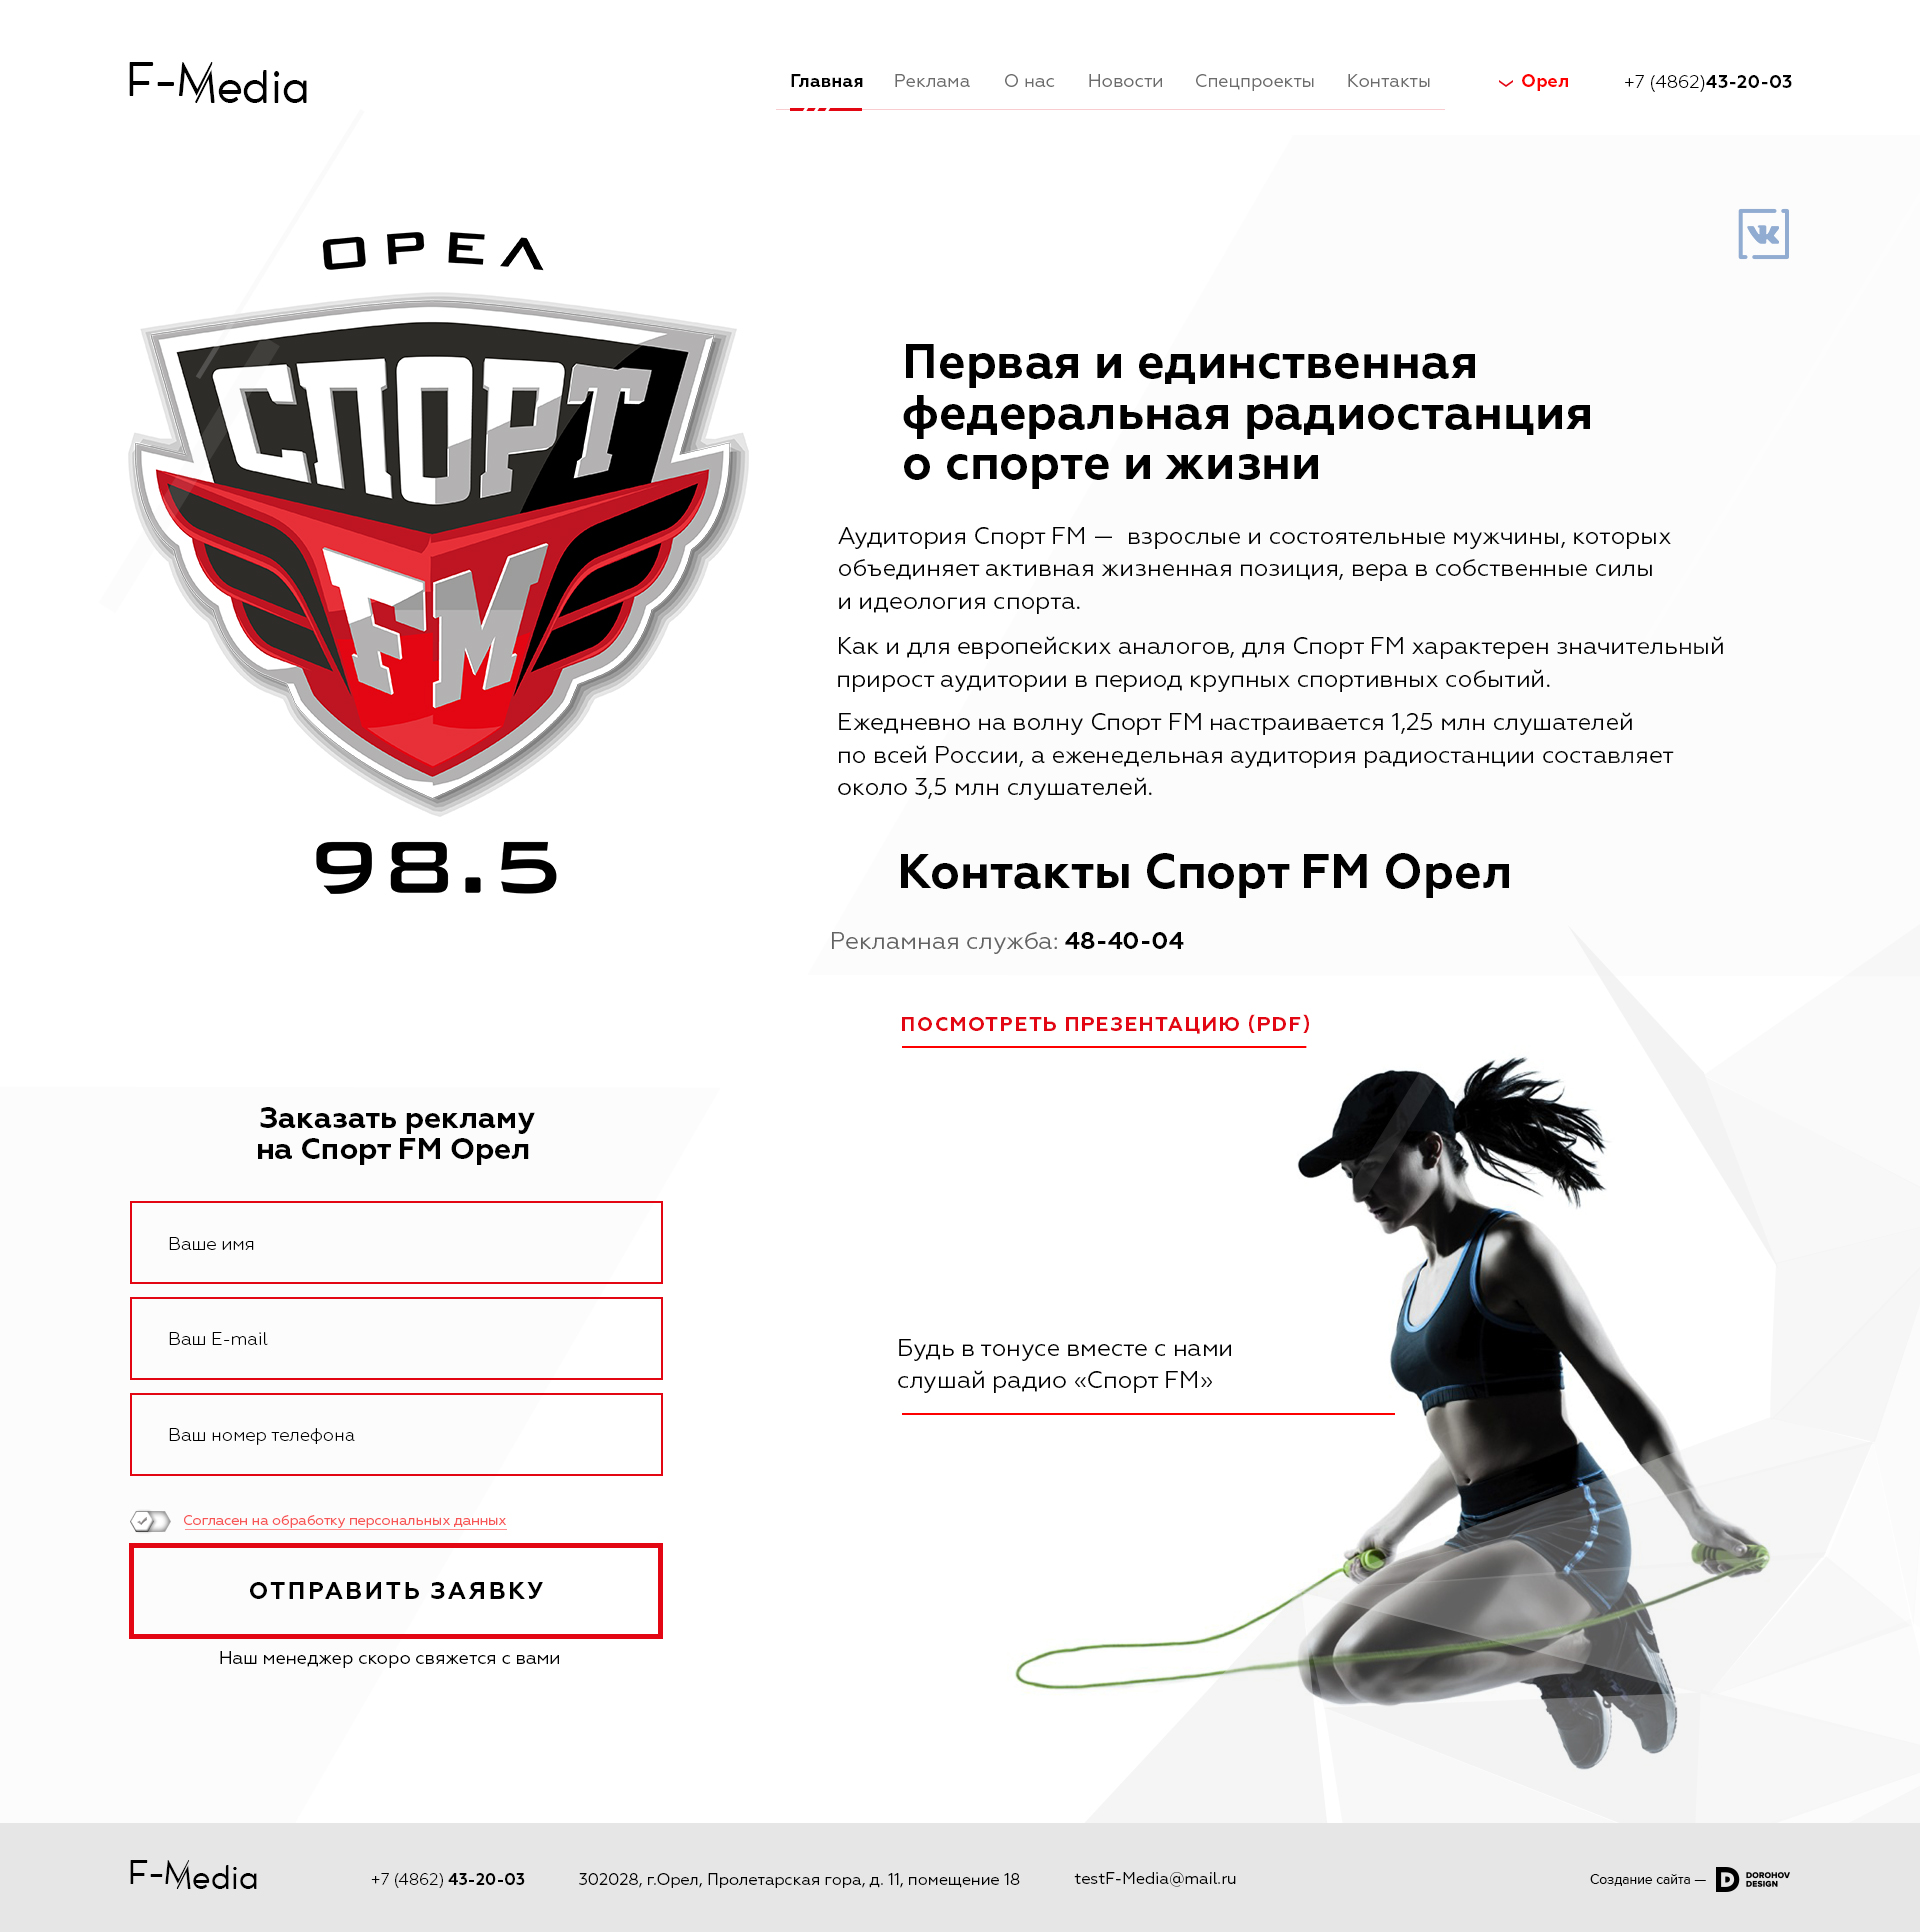 F-Media
Главная Реклама О нас Новости Спецпроекты Контакты Орел +7 (4862)43-20-03
ОРЕЛ
СПОРТ
FM
98.5
Первая и единственная
федеральная радиостанция
о спорте и жизни
Аудитория Спорт FM — взрослые и состоятельные мужчины, которых
объединяет активная жизненная позиция, вера в собственные силы
и идеология спорта.
Как и для европейских аналогов, для Спорт FM характерен значительный
прирост аудитории в период крупных спортивных событий.
Ежедневно на волну Спорт FM настраивается 1,25 млн слушателей
по всей России, а еженедельная аудитория радиостанции составляет
около 3,5 млн слушателей.
Контакты Спорт FM Орел
Рекламная служба: 48-40-04
ПОСМОТРЕТЬ ПРЕЗЕНТАЦИЮ (PDF)
Заказать рекламу
на Спорт FM Орел
Ваше имя
Ваш E-mail
Ваш номер телефона
Согласен на обработку персональных данных
ОТПРАВИТЬ ЗАЯВКУ
Наш менеджер скоро свяжется с вами
Будь в тонусе вместе с нами
слушай радио «Спорт FM»
F-Media
+7 (4862) 43-20-03
302028, г.Орел, Пролетарская гора, д. 11, помещение 18
testF-Media@mail.ru
Создание сайта —
DOROHOV
DESIGN